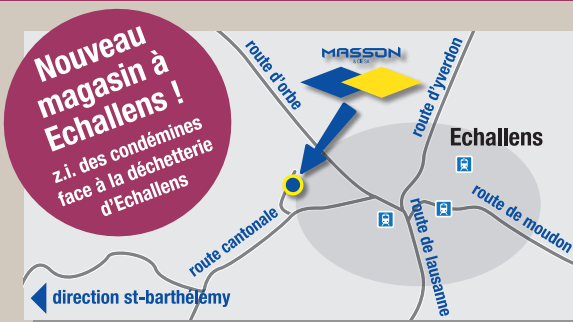 Nouveau
magasin à
Echallens !
z.i. des condémines
face à la déchetterie
d'Echallens
MASSON
route d'orbe
route d'yverdon
Echallens
route cantonale
route de lausanne
route de moudon
direction st-barthélémy